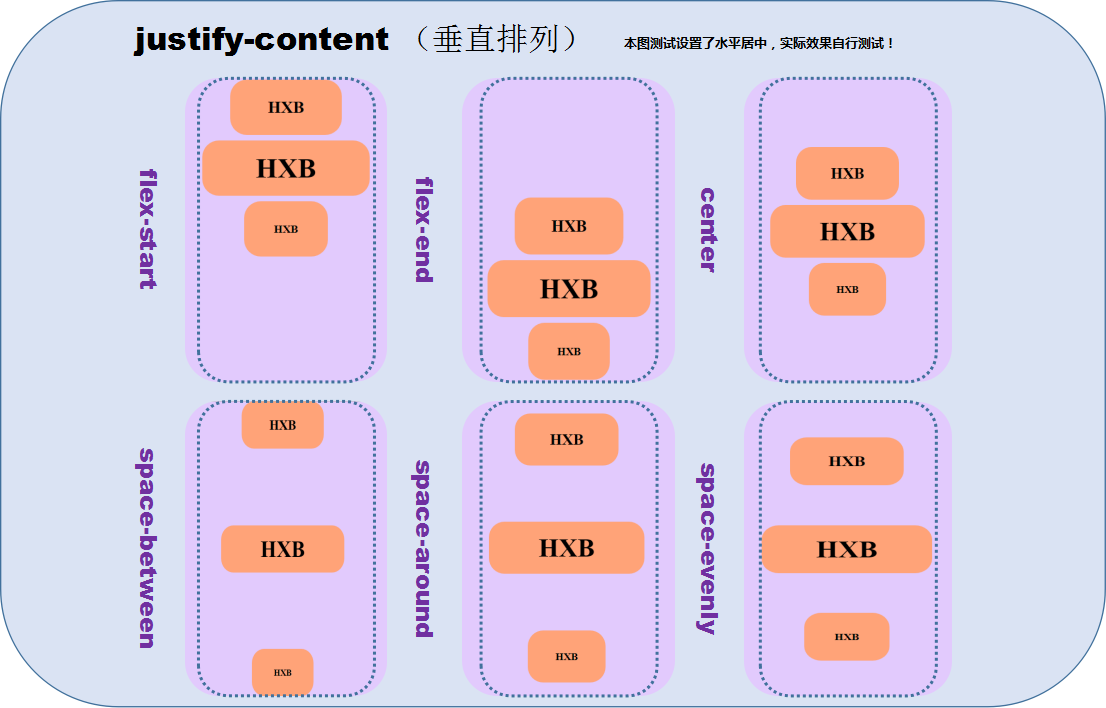 justify-content （垂直排列）
本图测试设置了水平居中，实际效果自行测试！
flex-start
HXB
HXB
HXB
flex-end
HXB
HXB
HXB
center
HXB
HXB
HXB
space-between
HXB
HXB
HXB
space-around
HXB
HXB
HXB
space-evenly
HXB
HXB
HXB